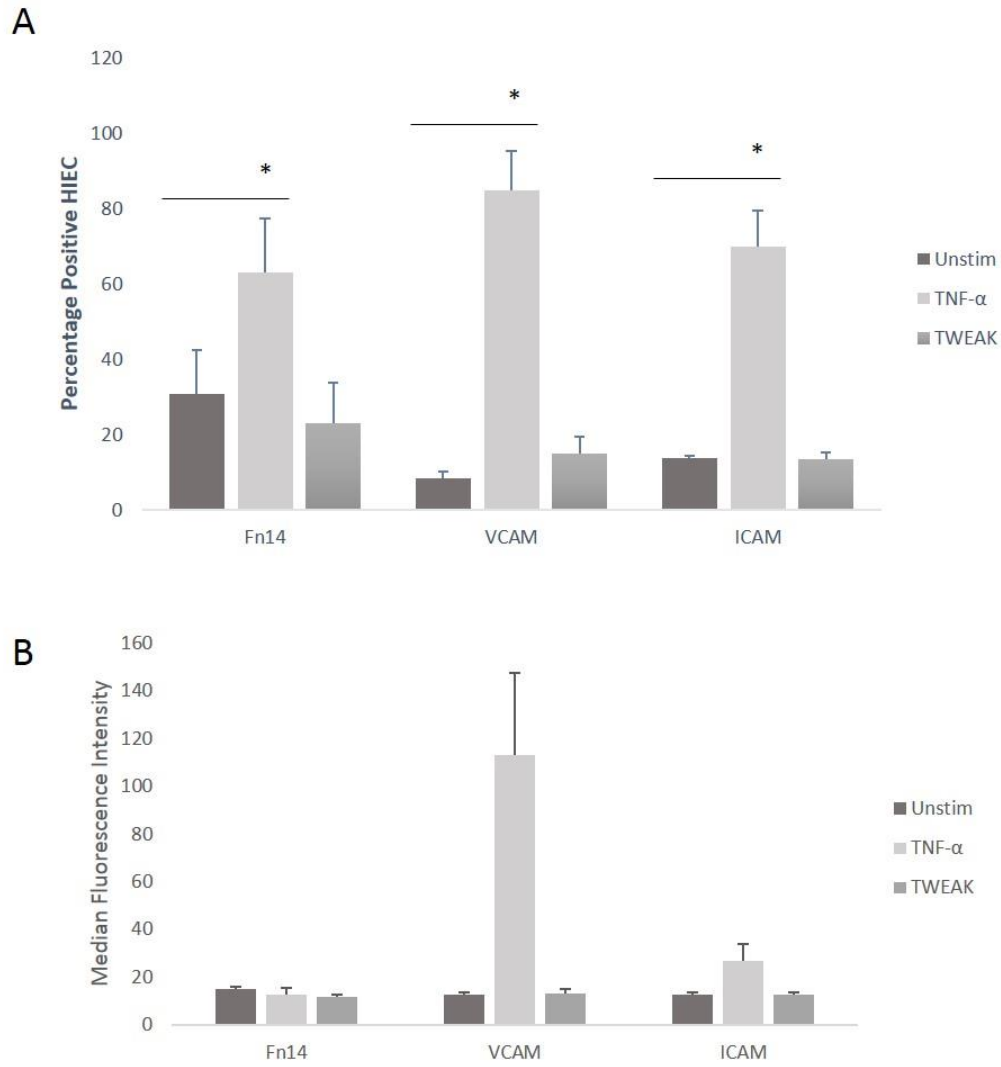 A
Percentage Positive HIEC
120
100
80
60
40
20
0
*
*
*
Fn14 VCAM ICAM
Unstim
TNF-α
TWEAK
B
Median Fluorescence Intensity
160
140
120
100
80
60
40
20
0
Fn14 VCAM ICAM
Unstim
TNF-α
TWEAK